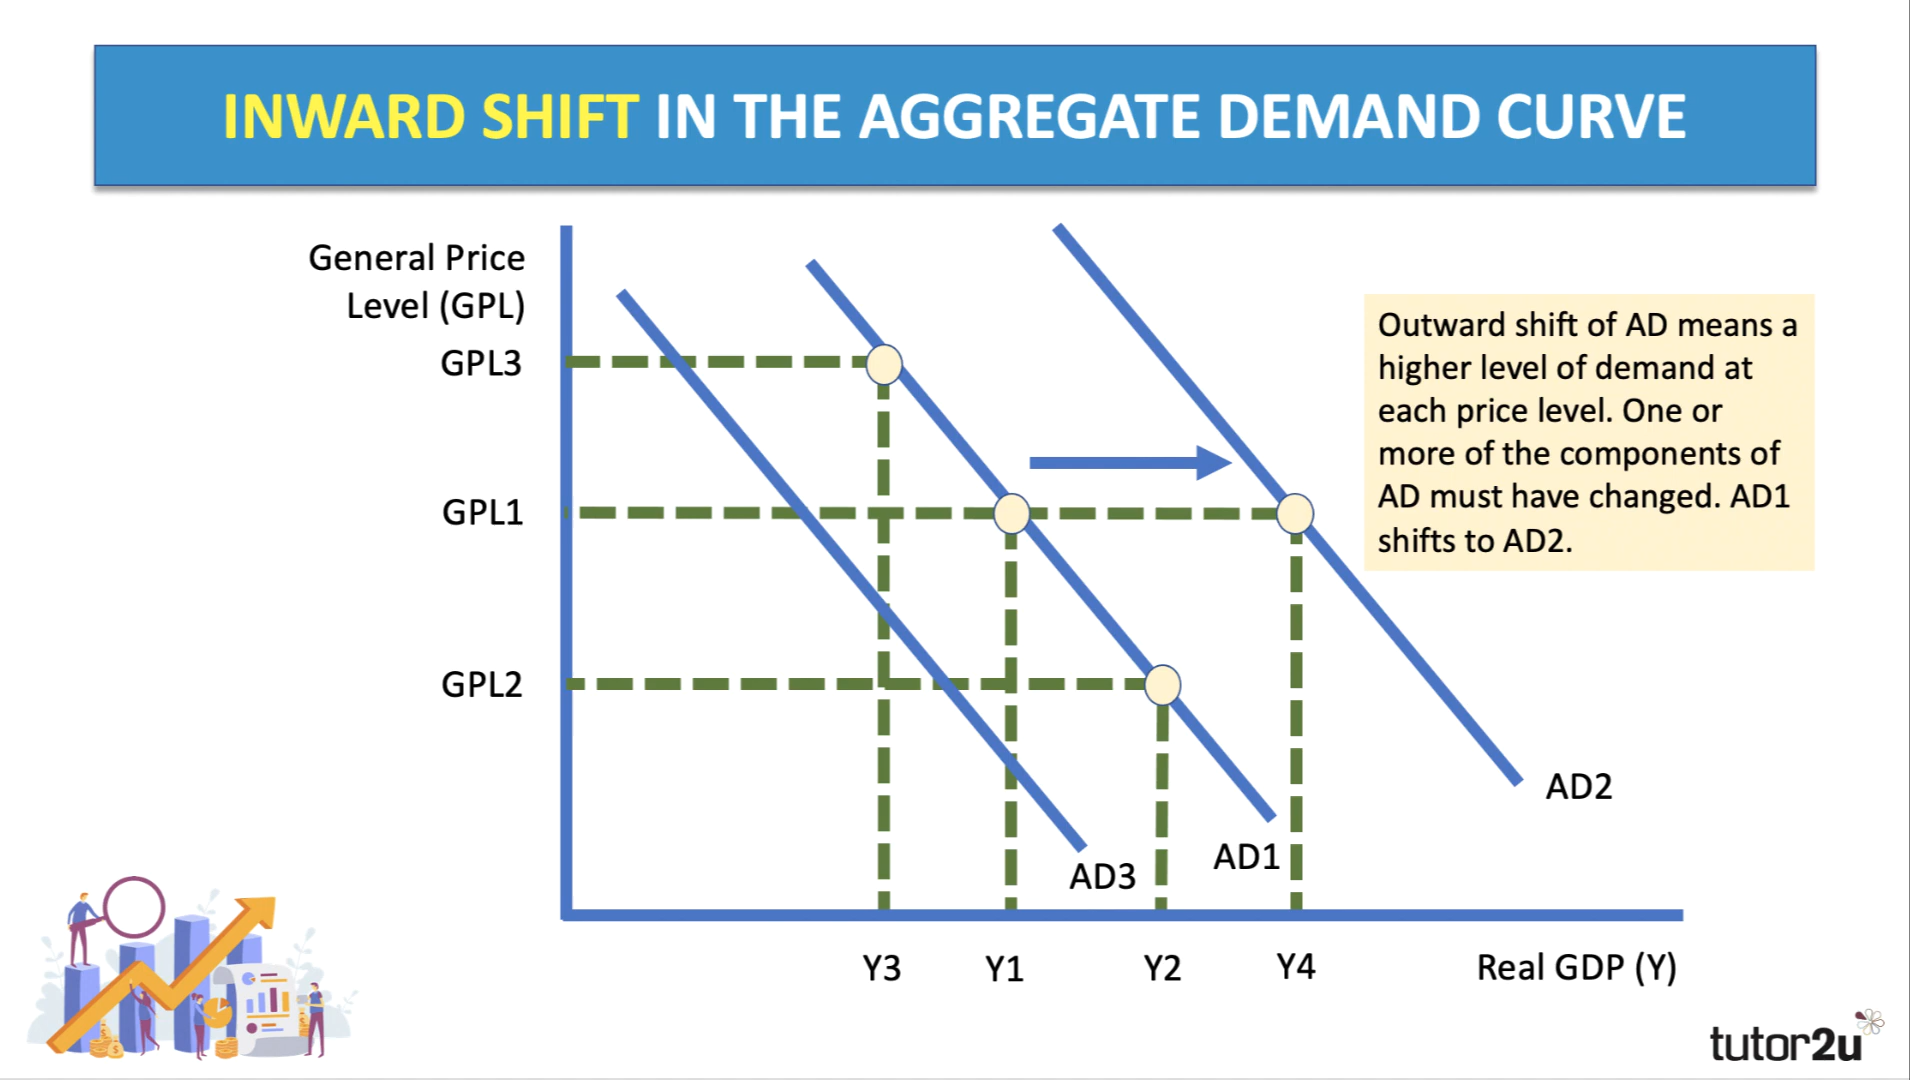 INWARD SHIFT IN THE AGGREGATE DEMAND CURVE
General Price
Level (GPL)
GPL3
GPL1
GPL2
Outward shift of AD means a
higher level of demand at
each price level. One or
more of the components of
AD must have changed. AD1
shifts to AD2.
AD2
AD1
AD3
Y3
Y1
Y2
Y4
Real GDP (Y)
tutor2u